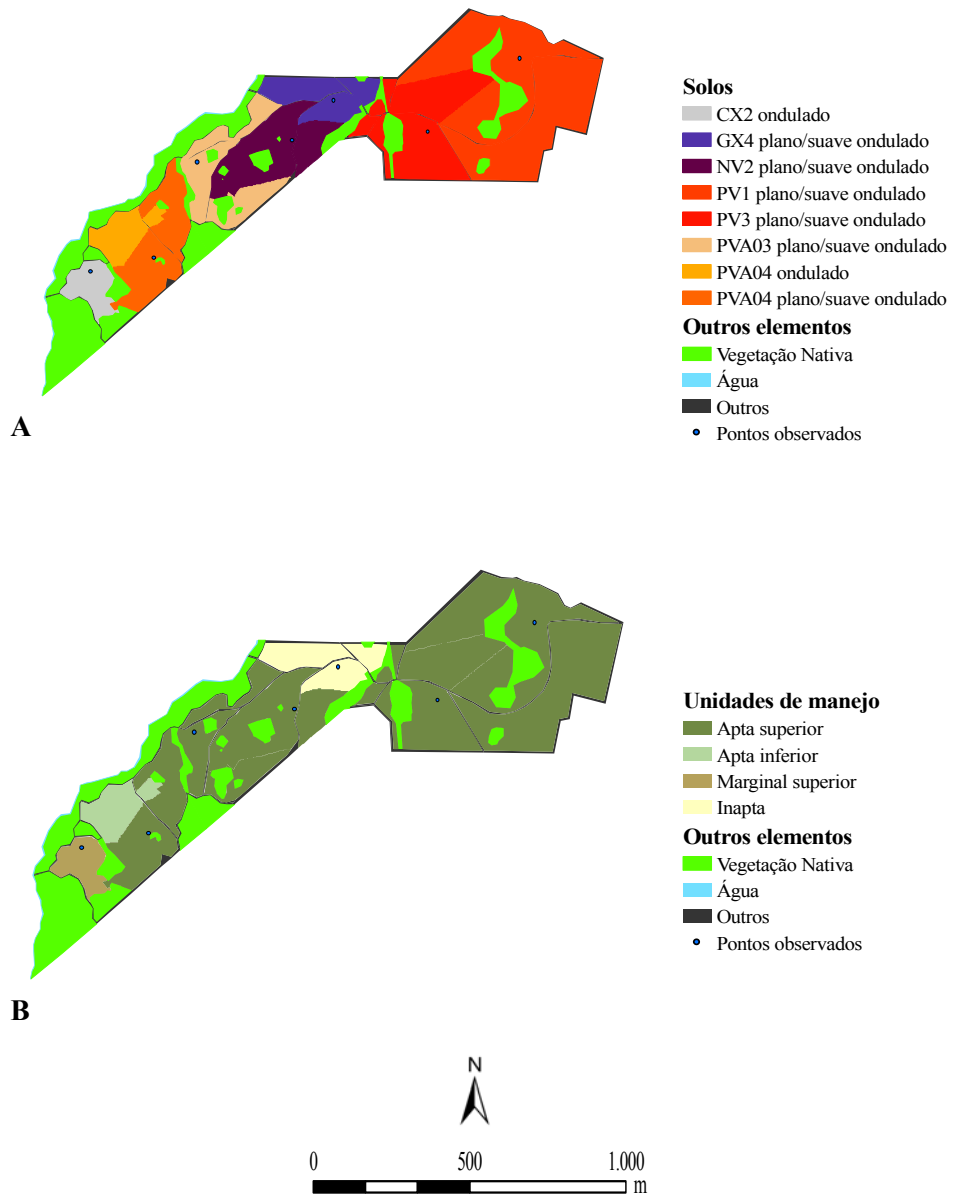 Solos
CX2 ondulado
GX4 plano/suave ondulado
NV2 plano/suave ondulado
PV1 plano/suave ondulado
PV3 plano/suave ondulado
PVA03 plano/suave ondulado
PVA04 ondulado
PVA04 plano/suave ondulado
Outros elementos
Vegetação Nativa
Água
Outros
Pontos observados
A
Unidades de manejo
Apta superior
Apta inferior
Marginal superior
Inapta
Outros elementos
Vegetação Nativa
Água
Outros
Pontos observados
B
N
0 500 1.000
m